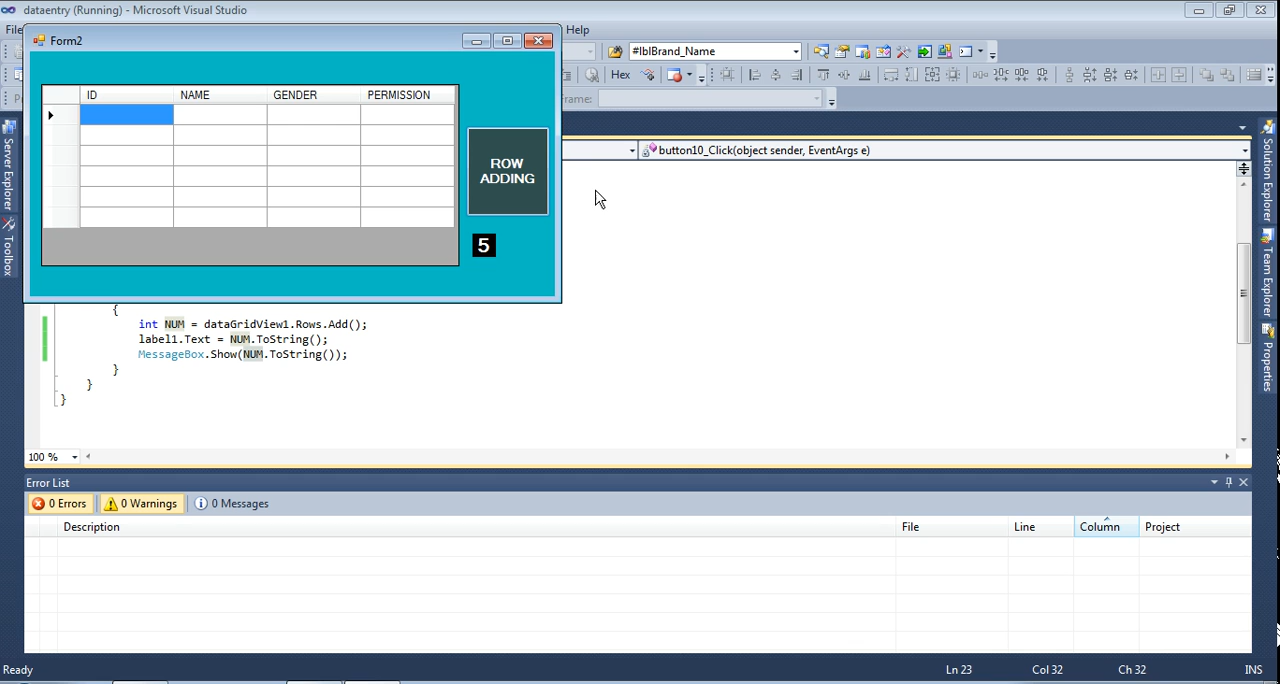 dataentry (Running) - Microsoft Visual Studio
File
Help
Form2
#lblBrand_Name
Hex
rame:
button10_Click(object sender, EventArgs e)
ID NAME GENDER PERMISSION
ROW
ADDING
5
Server Explorer
Toolbox
Solution Explorer
Team Explorer
Properties
{
int NUM = dataGridView1.Rows.Add();
label1.Text = NUM.ToString();
MessageBox.Show(NUM.ToString());
}
}
}
100 %
Error List
0 Errors 0 Warnings 0 Messages
Description File Line Column Project
Ready Ln 23 Col 32 Ch 32 INS